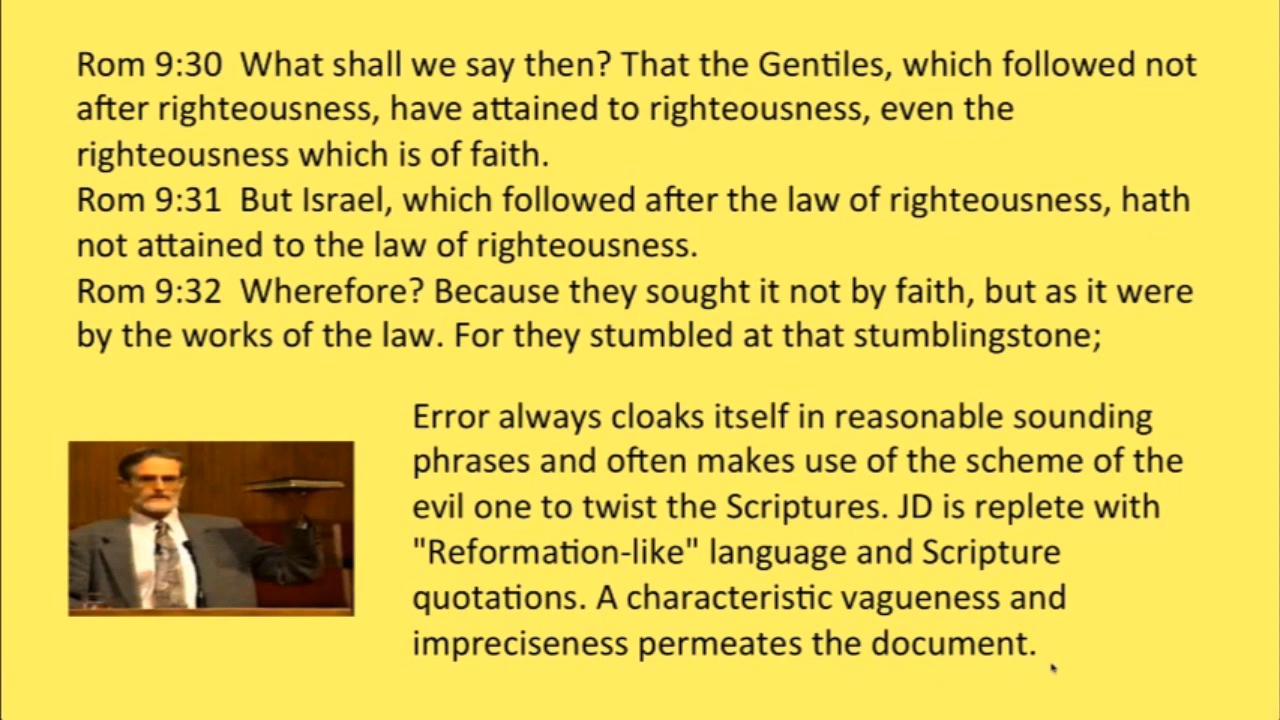 Rom 9:30  What shall we say then? That the Gentiles, which followed not
after righteousness, have attained to righteousness, even the
righteousness which is of faith.
Rom 9:31  But Israel, which followed after the law of righteousness, hath
not attained to the law of righteousness.
Rom 9:32  Wherefore? Because they sought it not by faith, but as it were
by the works of the law. For they stumbled at that stumblingstone;
Error always cloaks itself in reasonable sounding
phrases and often makes use of the scheme of the
evil one to twist the Scriptures. JD is replete with
"Reformation-like" language and Scripture
quotations. A characteristic vagueness and
impreciseness permeates the document.